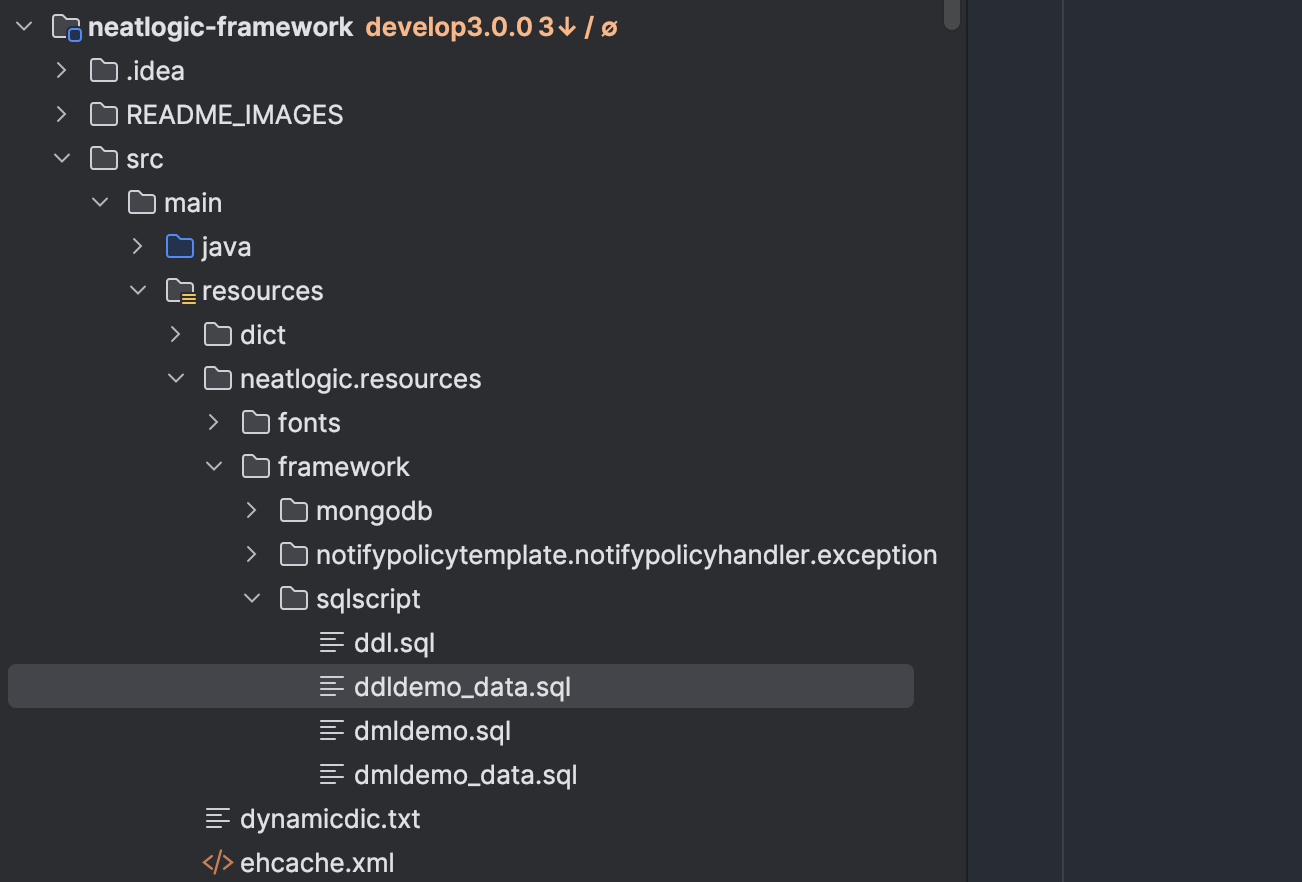 neatlogic-framework develop3.0.0 3↓ / ⌀
.idea
README_IMAGES
src
main
java
resources
dict
neatlogic.resources
fonts
framework
mongodb
notifypolicytemplate.notifypolicyhandler.exception
sqlscript
ddl.sql
ddldemo_data.sql
dmldemo.sql
dmldemo_data.sql
dynamicdic.txt
ehcache.xml